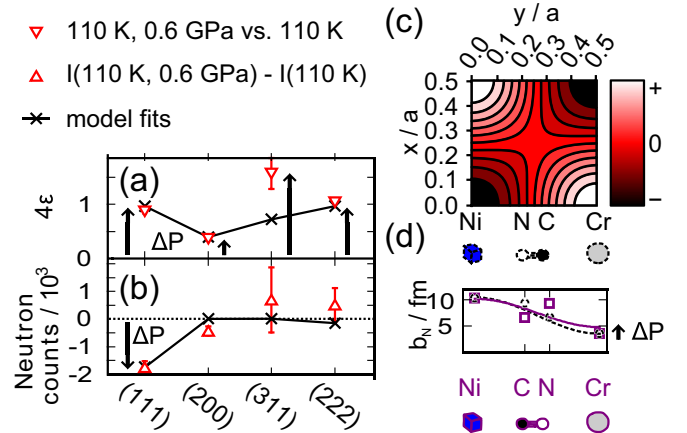 110 K, 0.6 GPa vs. 110 K
I(110 K, 0.6 GPa) - I(110 K)
model fits
(a)
4ε
1
0
ΔP
(b)
Neutron
counts / 10³
1
0
-1
-2
ΔP
(111)
(200)
(311)
(222)
(c)
y / a
0.0
0.1
0.2
0.3
0.4
0.5
x / a
0.5
0.4
0.3
0.2
0.1
0.0
+
0
−
(d)
Ni N C Cr
b_N / fm
10
5
0
ΔP
Ni C N Cr